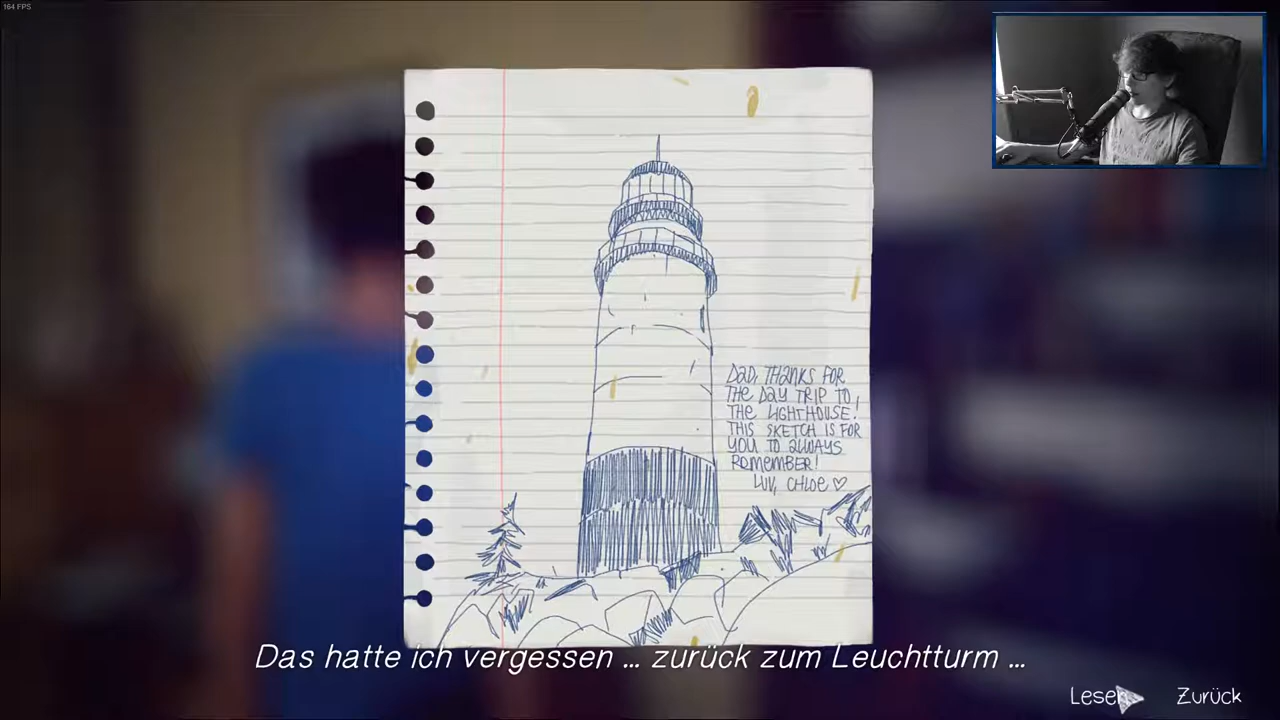 164 FPS
DAD, THANKS FOR
THE DAY TRIP TO
THE LIGHTHOUSE!
THIS SKETCH IS FOR
YOU TO ALWAYS
REMEMBER!
LUV, CHLOE♡
Das hatte ich vergessen ... zurück zum Leuchtturm ...
Lesen Zurück